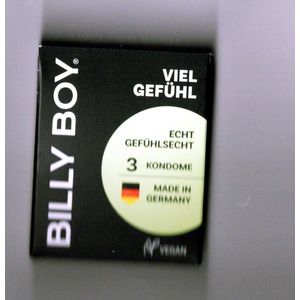 BILLY BOY®
VIEL
GEFÜHL
ECHT
GEFÜHLSECHT
3 KONDOME
MADE IN
GERMANY
VEGAN